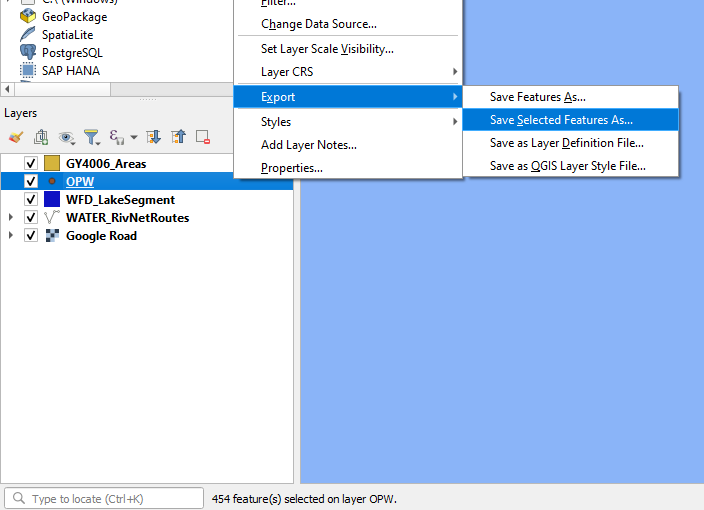 C:\ (Windows)
GeoPackage
SpatiaLite
PostgreSQL
SAP HANA
Filter...
Change Data Source...
Set Layer Scale Visibility...
Layer CRS
Export
Styles
Add Layer Notes...
Properties...
Save Features As...
Save Selected Features As...
Save as Layer Definition File...
Save as QGIS Layer Style File...
Layers
GY4006_Areas
OPW
WFD_LakeSegment
WATER_RivNetRoutes
Google Road
Type to locate (Ctrl+K)
454 feature(s) selected on layer OPW.